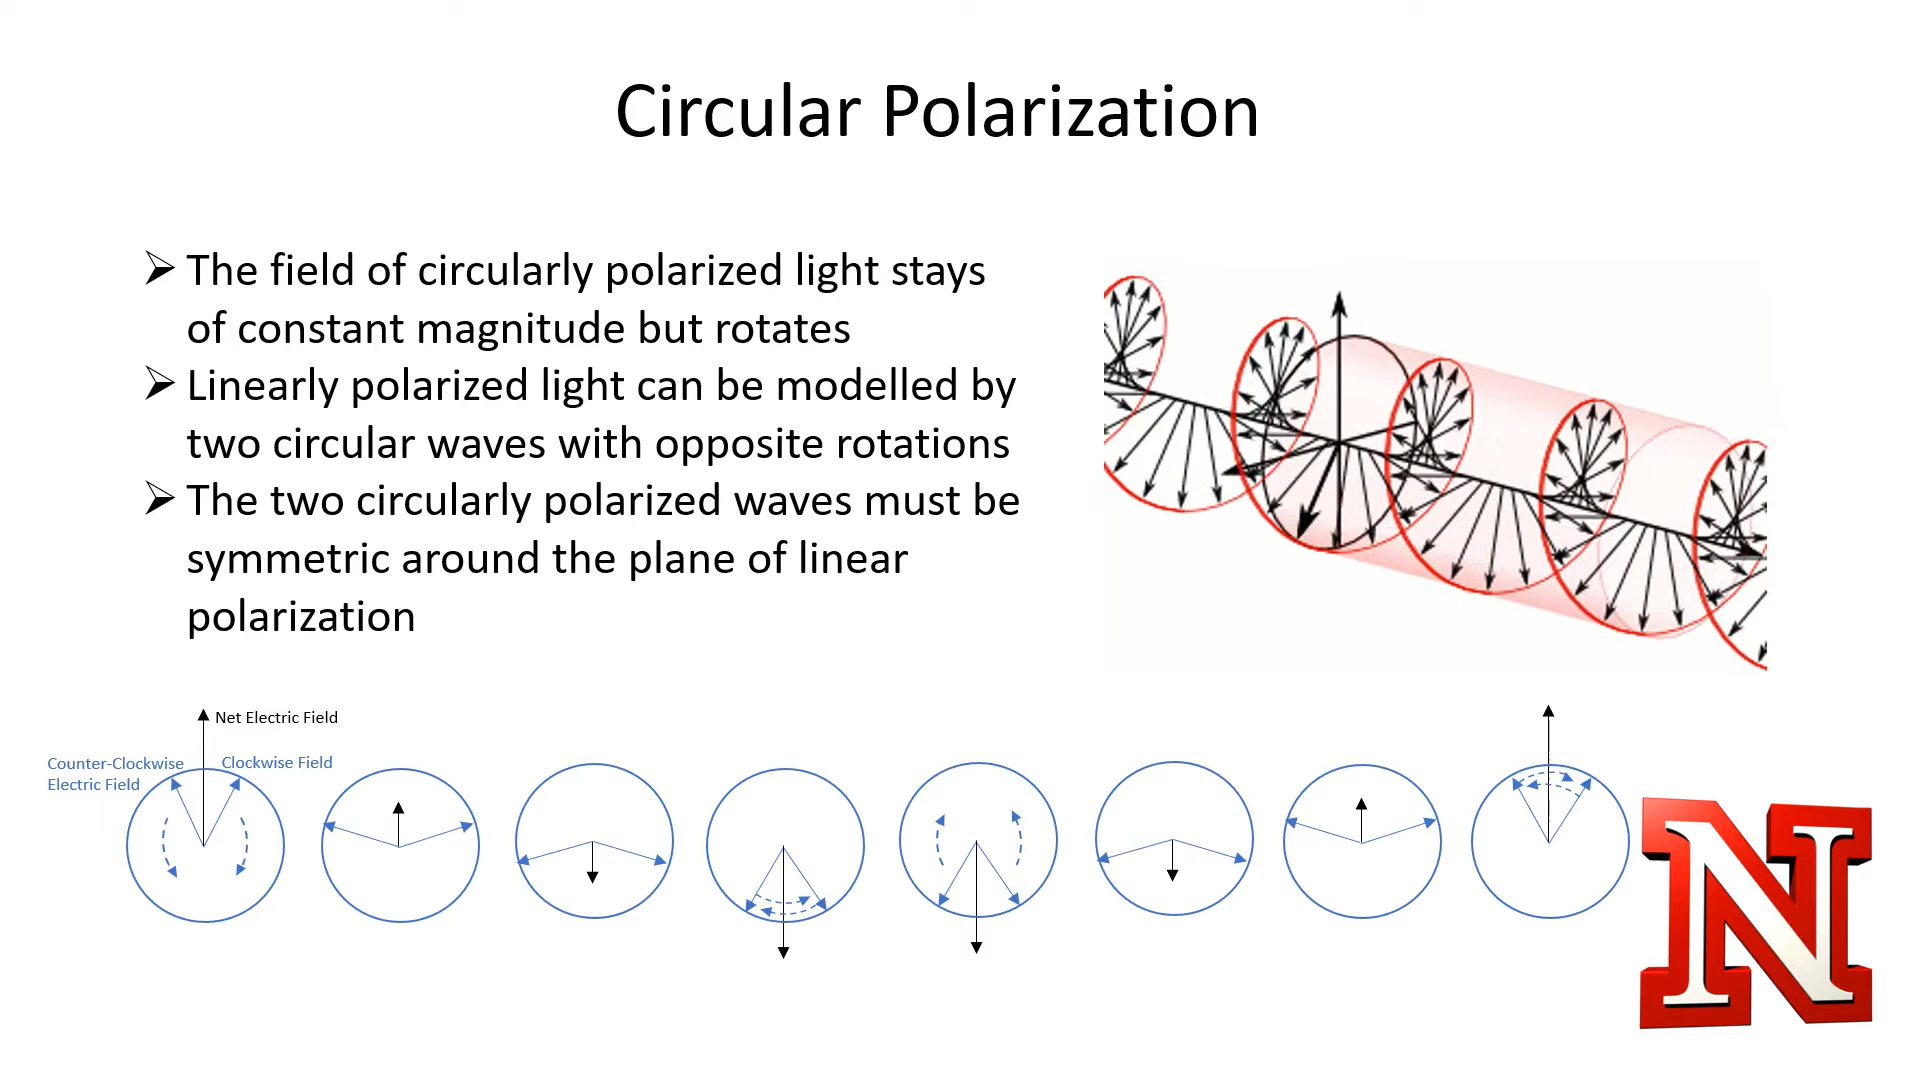 Circular Polarization
➢ The field of circularly polarized light stays
of constant magnitude but rotates
➢ Linearly polarized light can be modelled by
two circular waves with opposite rotations
➢ The two circularly polarized waves must be
symmetric around the plane of linear
polarization
Net Electric Field
Counter-Clockwise
Electric Field
Clockwise Field
N